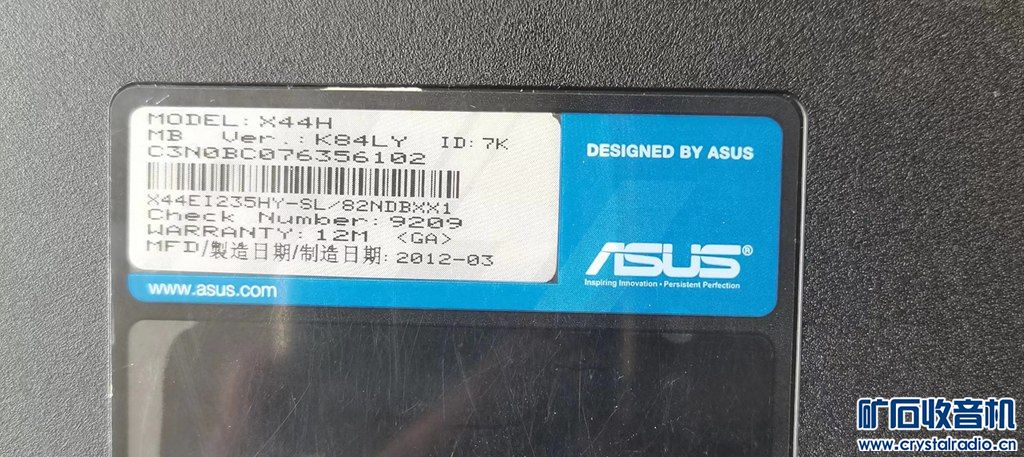 MODEL: X44H
MB Ver.: K84LY ID: 7K
C3N0BC076356102
X44EI235HY-SL/82NDBXX1
Check Number: 9209
WARRANTY: 12M <GA>
MFD/製造日期/制造日期: 2012-03
www.asus.com
DESIGNED BY ASUS
ASUS®
Inspiring Innovation • Persistent Perfection
矿石收音机
www.crystalradio.cn